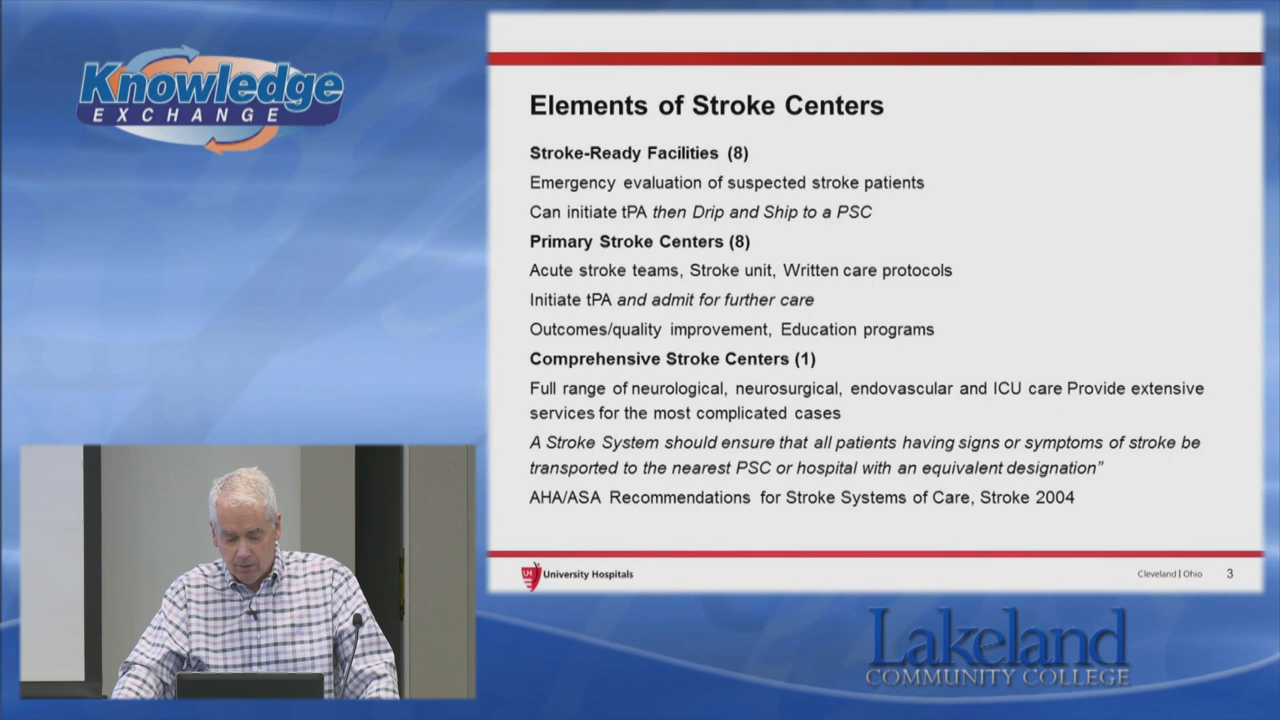 Knowledge
EXCHANGE
Elements of Stroke Centers
Stroke-Ready Facilities (8)
Emergency evaluation of suspected stroke patients
Can initiate tPA then Drip and Ship to a PSC
Primary Stroke Centers (8)
Acute stroke teams, Stroke unit, Written care protocols
Initiate tPA and admit for further care
Outcomes/quality improvement, Education programs
Comprehensive Stroke Centers (1)
Full range of neurological, neurosurgical, endovascular and ICU care Provide extensive
services for the most complicated cases
A Stroke System should ensure that all patients having signs or symptoms of stroke be
transported to the nearest PSC or hospital with an equivalent designation”
AHA/ASA Recommendations for Stroke Systems of Care, Stroke 2004
UH University Hospitals
Cleveland | Ohio 3
Lakeland
COMMUNITY COLLEGE